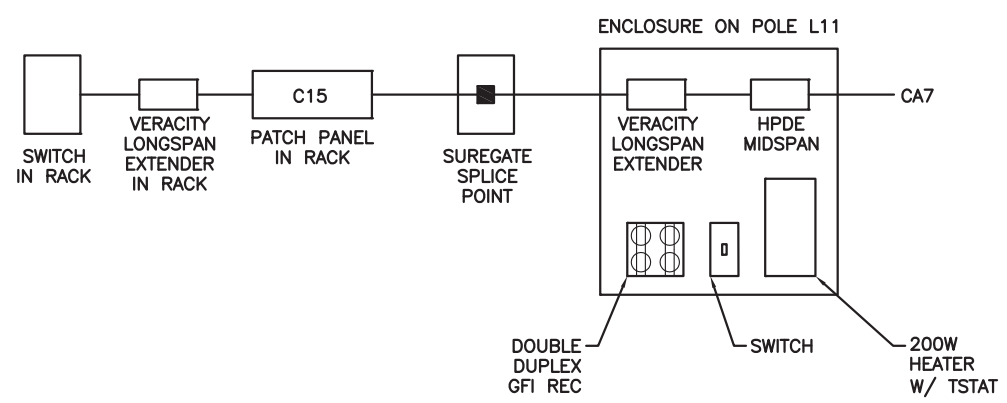 ENCLOSURE ON POLE L11
SWITCH
IN RACK
VERACITY
LONGSPAN
EXTENDER
IN RACK
C15
PATCH PANEL
IN RACK
SUREGATE
SPLICE
POINT
VERACITY
LONGSPAN
EXTENDER
HPDE
MIDSPAN
CA7
DOUBLE
DUPLEX
GFI REC
SWITCH
200W
HEATER
W/ TSTAT